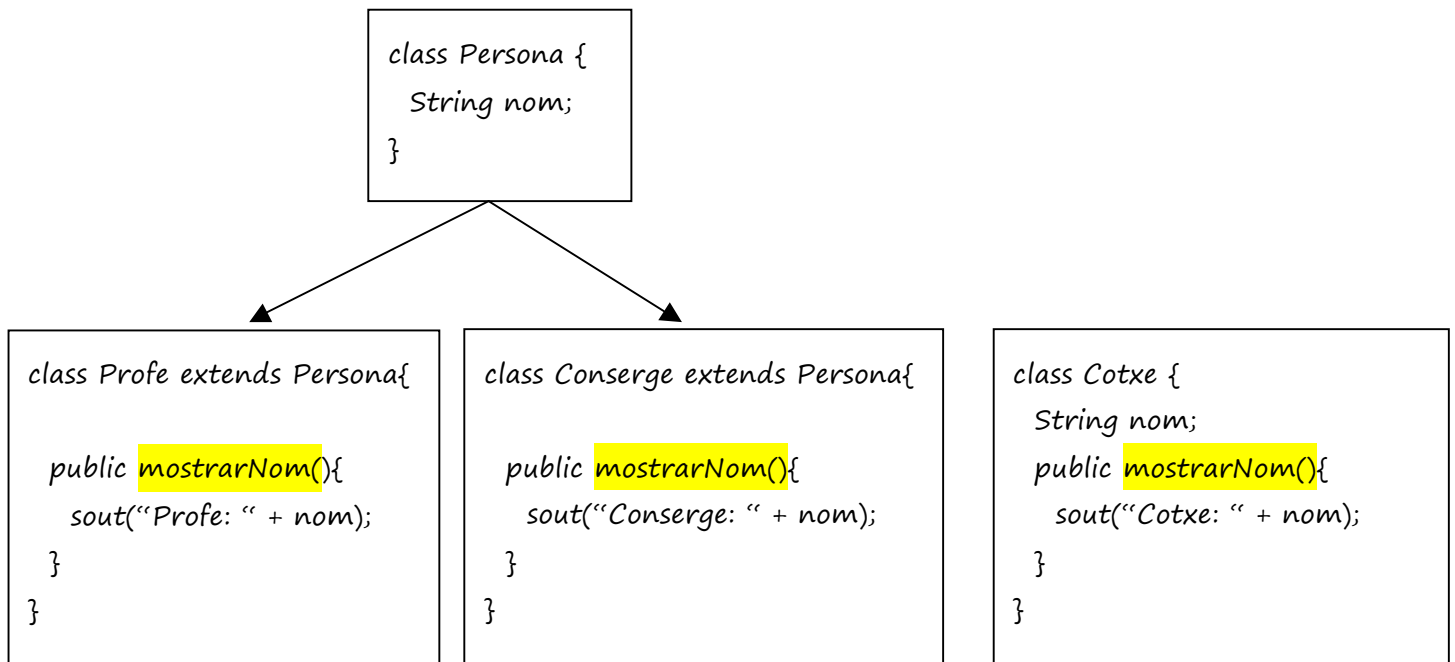 class Persona {
String nom;
}
class Profe extends Persona{
public mostrarNom(){
sout(“Profe: “ + nom);
}
}
class Conserge extends Persona{
public mostrarNom(){
sout(“Conserge: “ + nom);
}
}
class Cotxe {
String nom;
public mostrarNom(){
sout(“Cotxe: “ + nom);
}
}